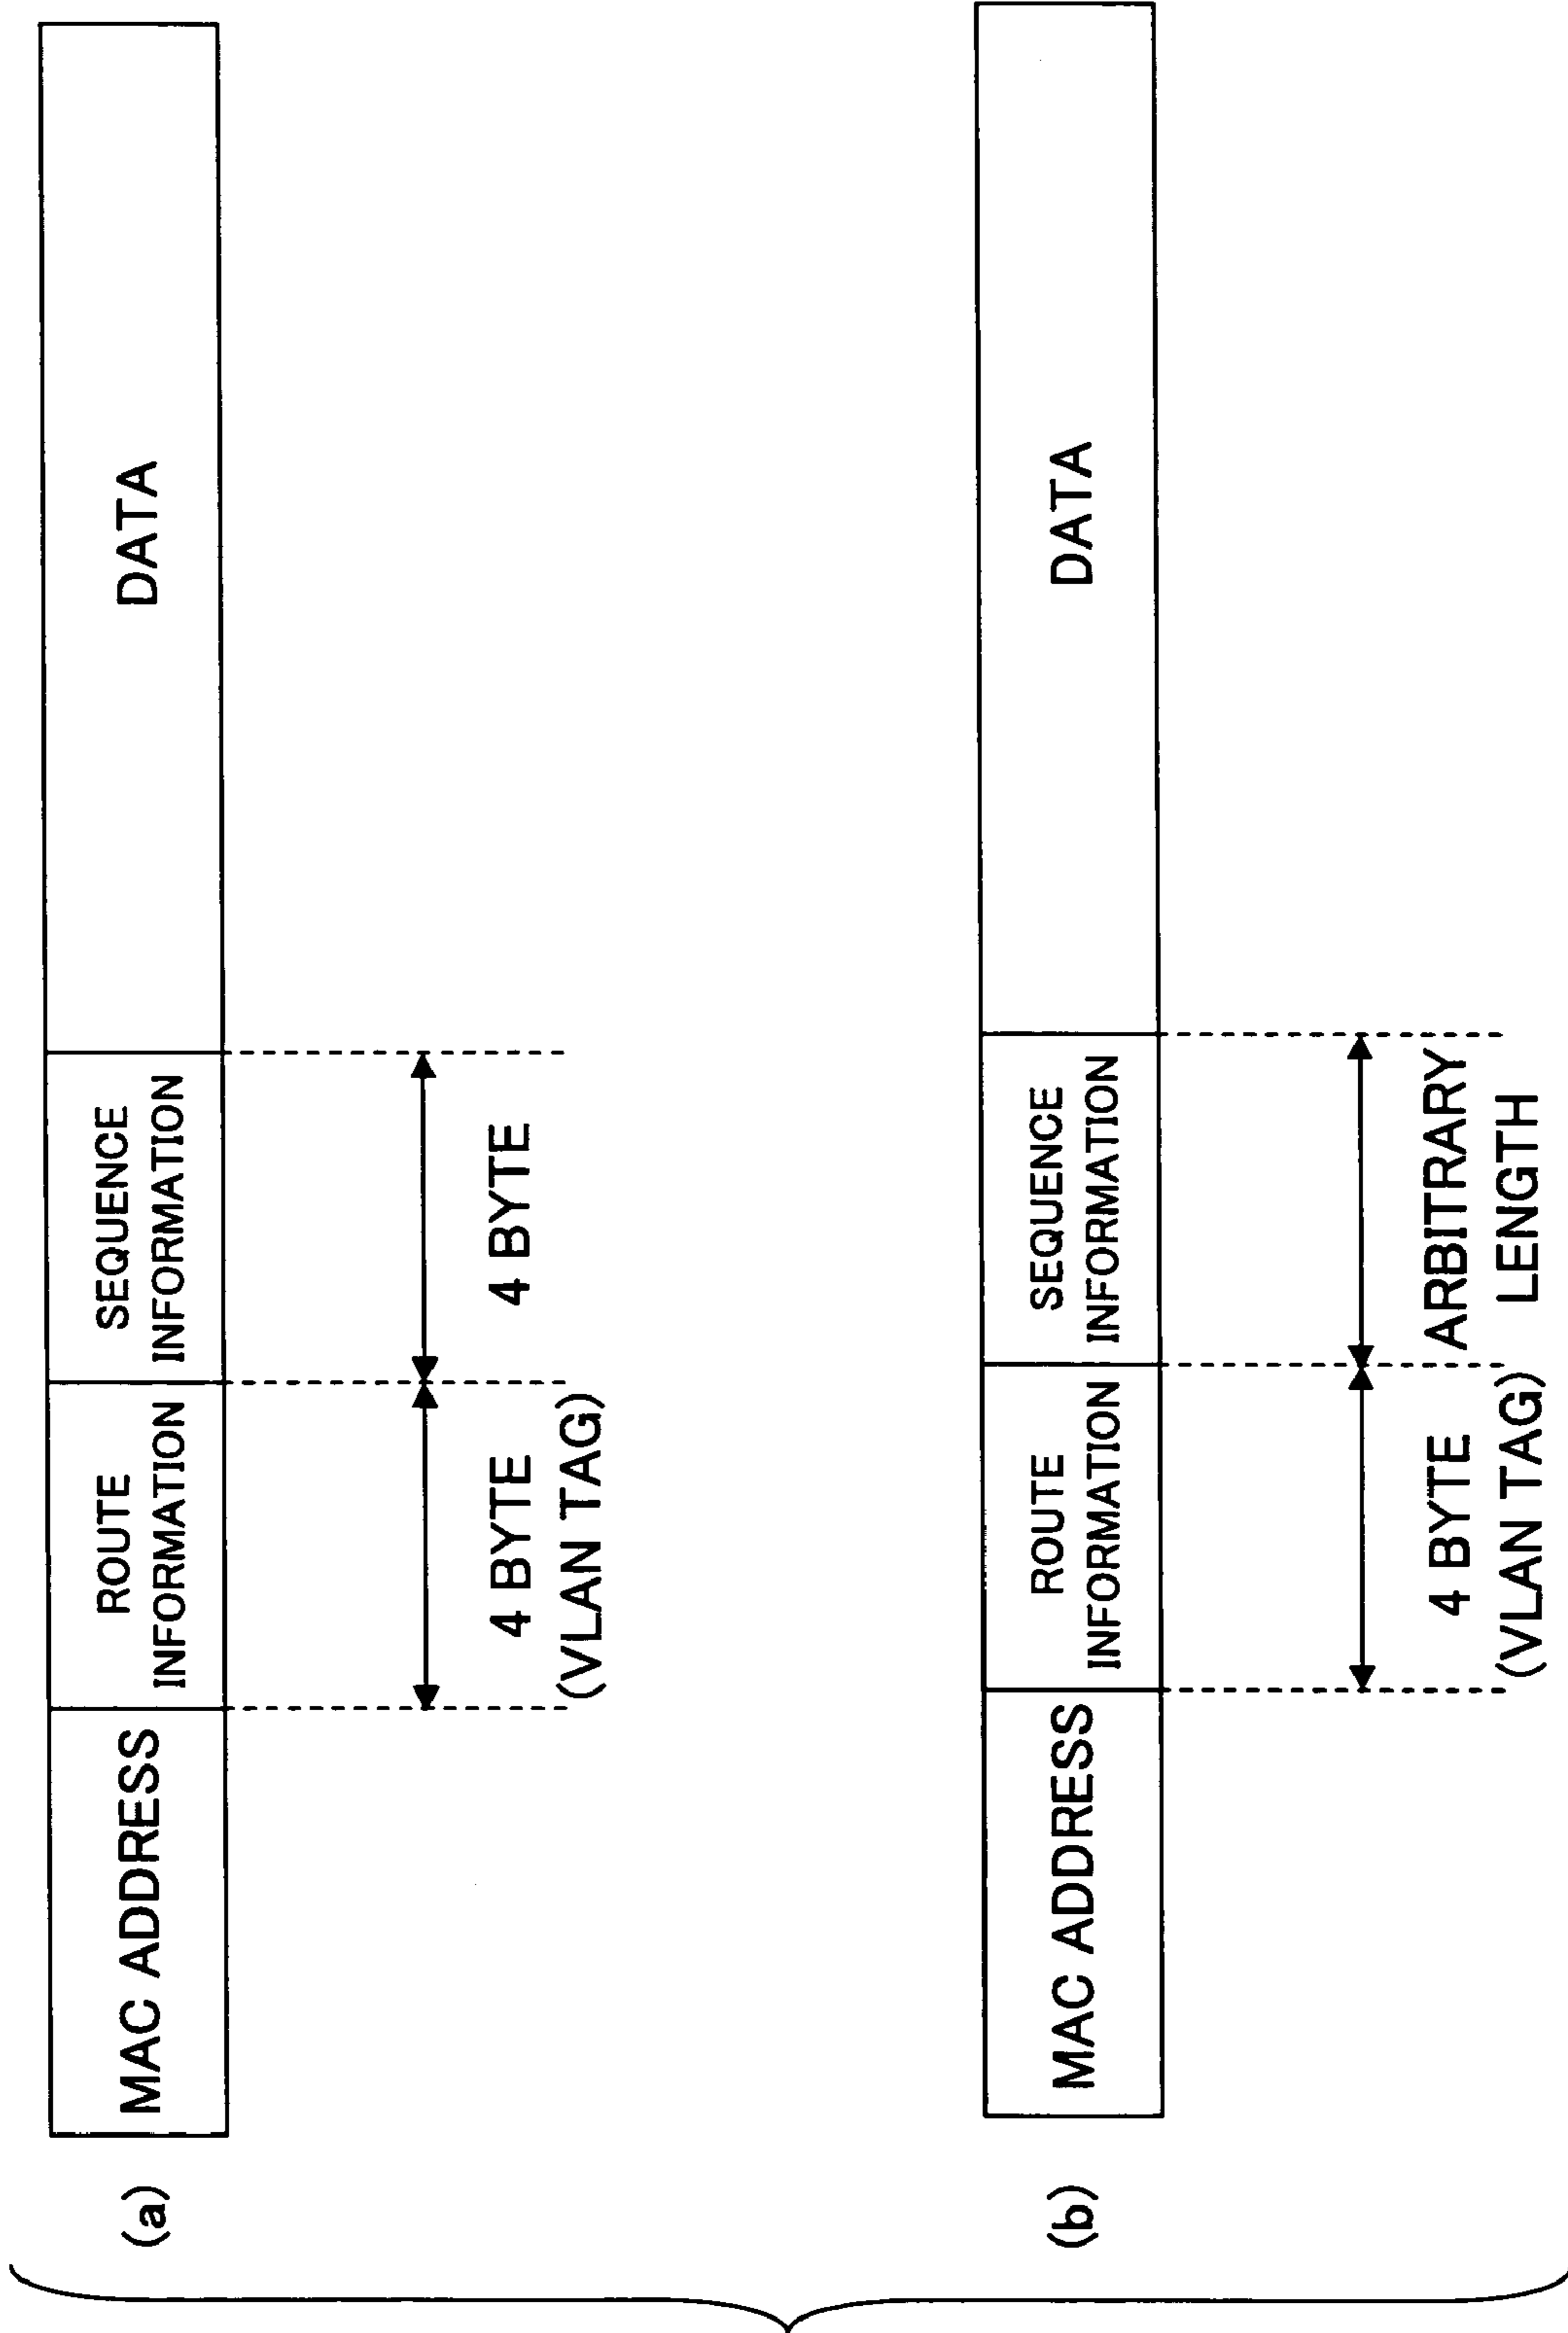 (a)
MAC ADDRESS
ROUTE
INFORMATION
SEQUENCE
INFORMATION
DATA
4 BYTE
(VLAN TAG)
4 BYTE
(b)
MAC ADDRESS
ROUTE
INFORMATION
SEQUENCE
INFORMATION
DATA
4 BYTE
(VLAN TAG)
ARBITRARY
LENGTH